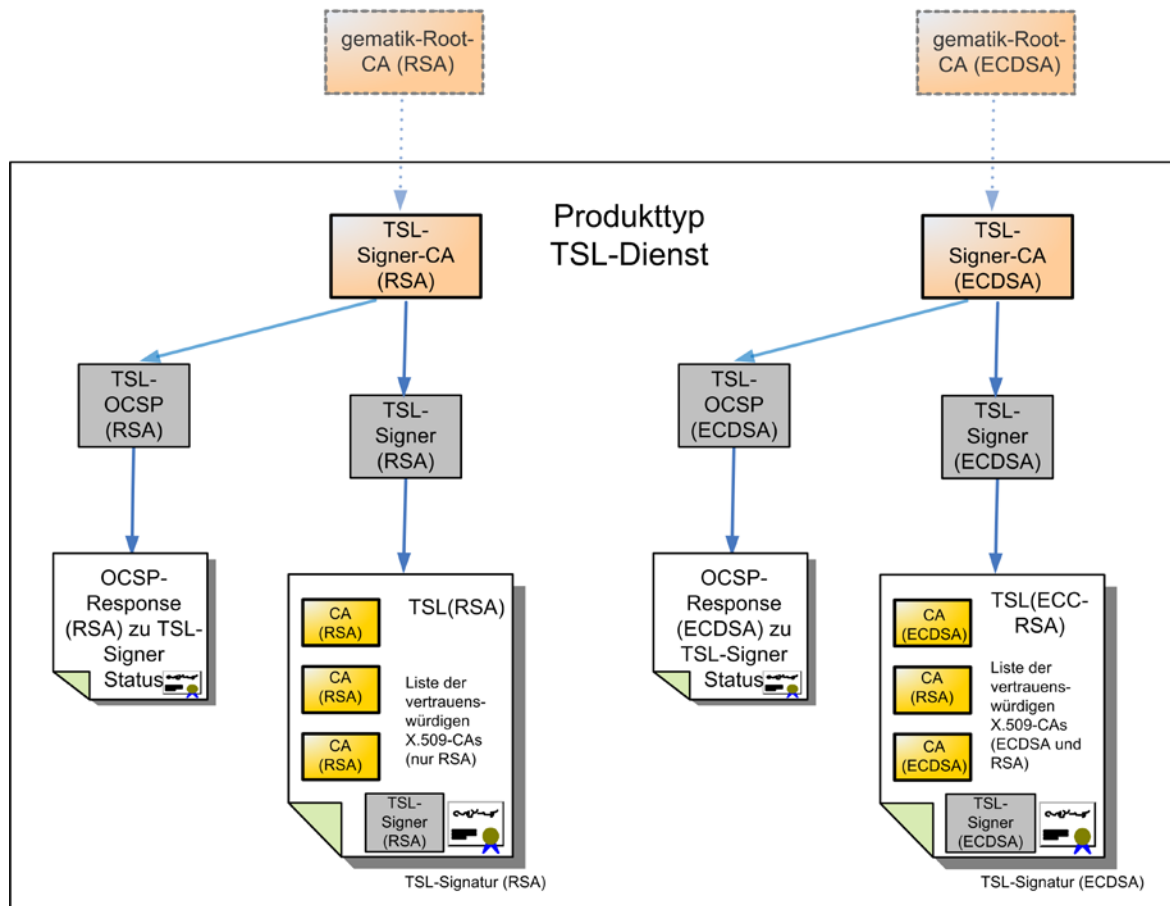 gematik-Root-
CA (RSA)
gematik-Root-
CA (ECDSA)
Produkttyp
TSL-Dienst
TSL-
Signer-CA
(RSA)
TSL-
Signer-CA
(ECDSA)
TSL-
OCSP
(RSA)
TSL-
Signer
(RSA)
TSL-
OCSP
(ECDSA)
TSL-
Signer
(ECDSA)
OCSP-
Response
(RSA) zu TSL-
Signer
Status
TSL(RSA)
CA
(RSA)
CA
(RSA)
CA
(RSA)
Liste der
vertrauens-
würdigen
X.509-CAs
(nur RSA)
TSL-
Signer
(RSA)
TSL-Signatur (RSA)
OCSP-
Response
(ECDSA) zu
TSL-Signer
Status
TSL(ECC-
RSA)
CA
(ECDSA)
CA
(RSA)
CA
(ECDSA)
Liste der
vertrauens-
würdigen
X.509-CAs
(ECDSA und
RSA)
TSL-
Signer
(ECDSA)
TSL-Signatur (ECDSA)